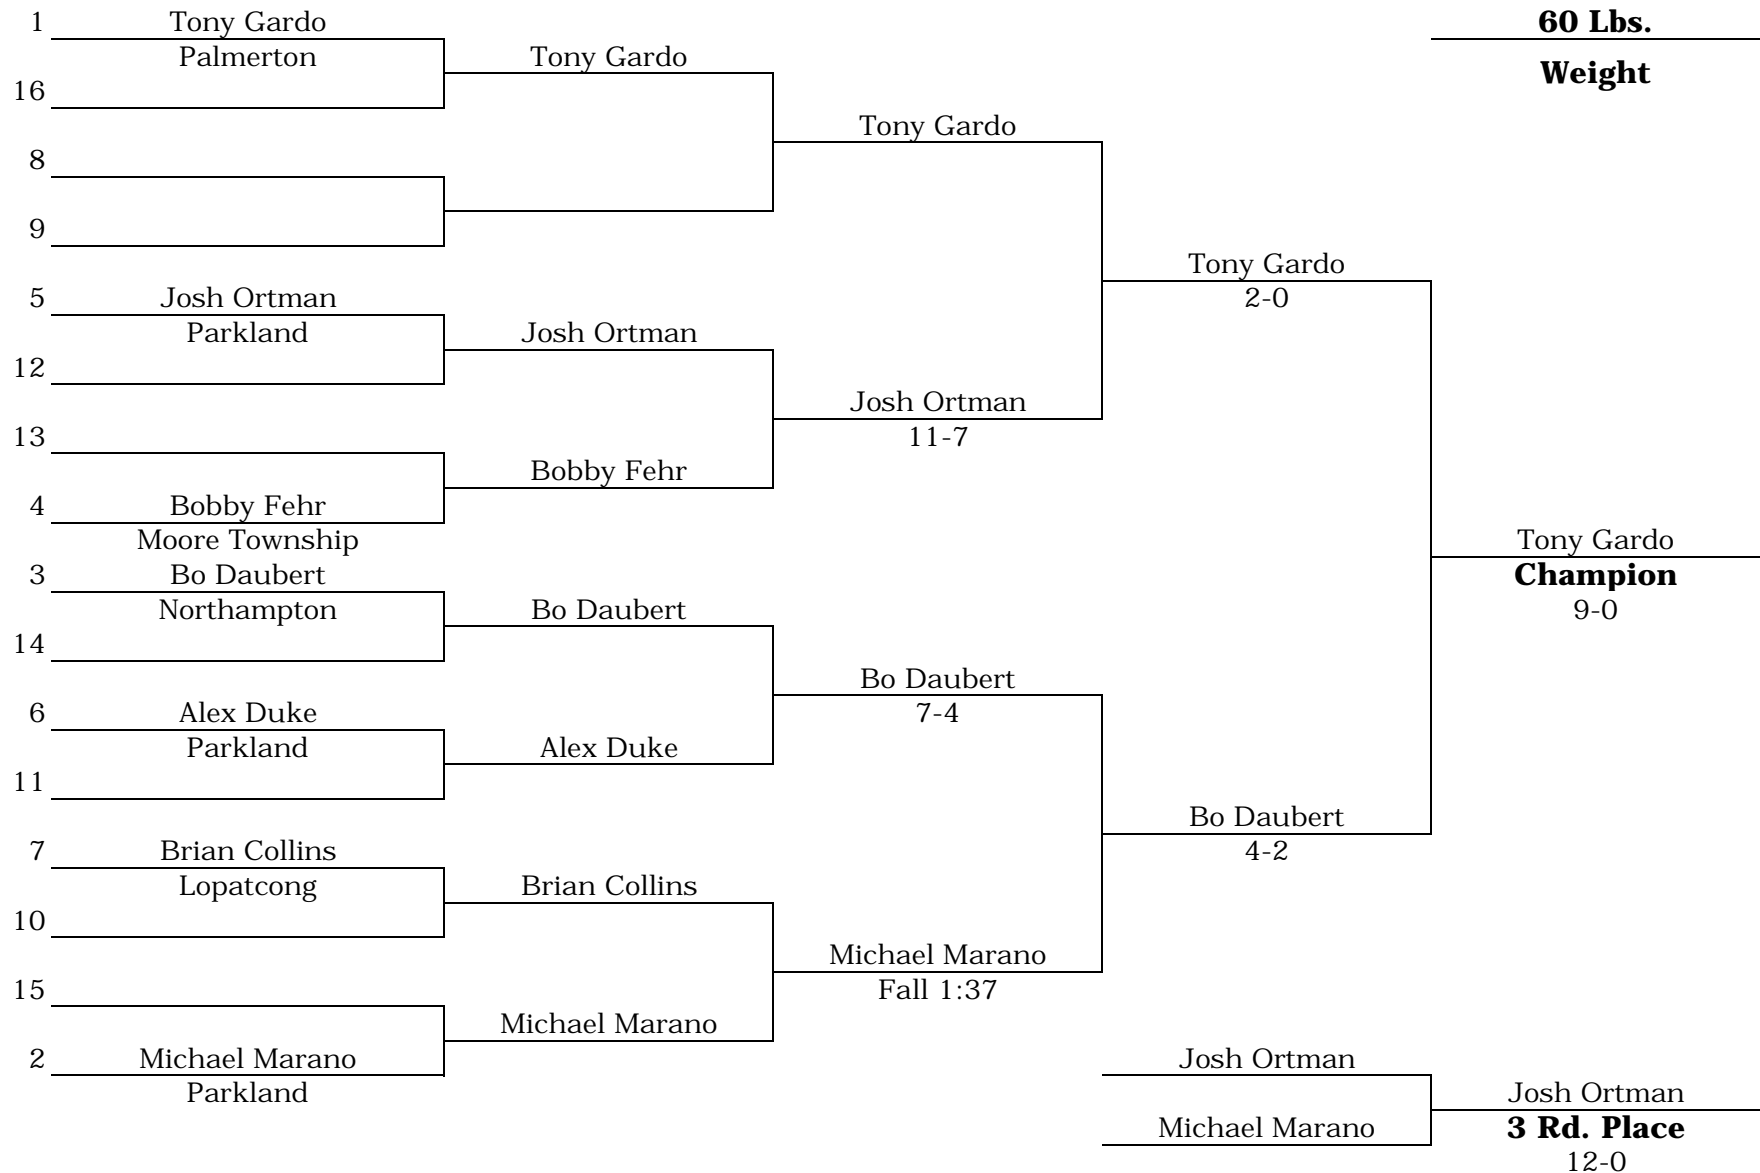 1 Tony Gardo
Palmerton
16
8
9
5 Josh Ortman
Parkland
12
13
4 Bobby Fehr
Moore Township
3 Bo Daubert
Northampton
14
6 Alex Duke
Parkland
11
7 Brian Collins
Lopatcong
10
15
2 Michael Marano
Parkland
Tony Gardo
Josh Ortman
Bobby Fehr
Bo Daubert
Alex Duke
Brian Collins
Michael Marano
Tony Gardo
Josh Ortman
11-7
Bo Daubert
7-4
Michael Marano
Fall 1:37
Tony Gardo
2-0
Bo Daubert
4-2
Josh Ortman
Michael Marano
60 Lbs.
Weight
Tony Gardo
Champion
9-0
Josh Ortman
3 Rd. Place
12-0